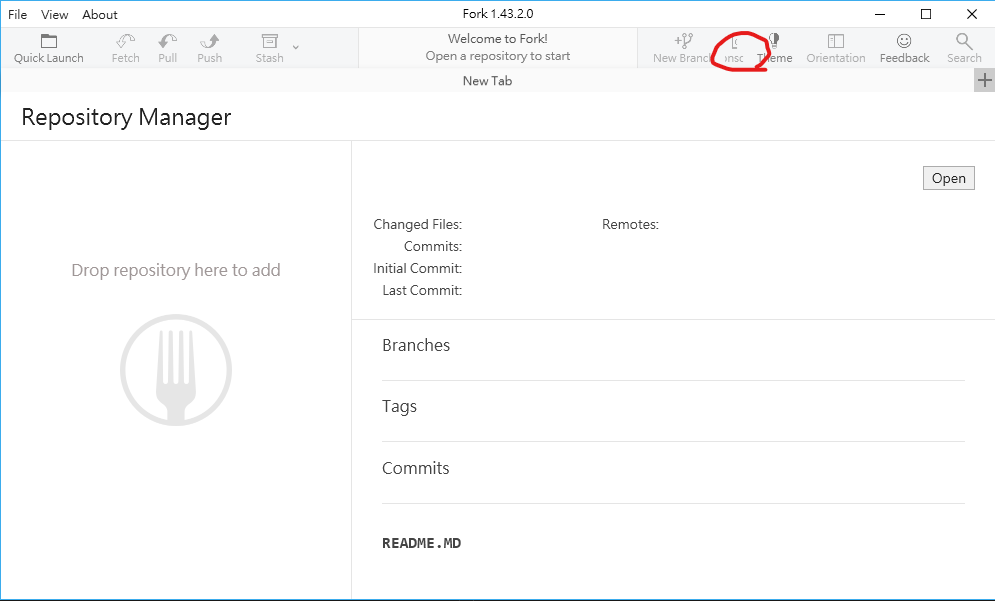 File View About
Fork 1.43.2.0
Quick Launch Fetch Pull Push Stash
Welcome to Fork!
Open a repository to start
New Branch Theme Orientation Feedback Search
New Tab
Repository Manager
Drop repository here to add
Open
Changed Files: Remotes:
Commits:
Initial Commit:
Last Commit:
Branches
Tags
Commits
README.MD